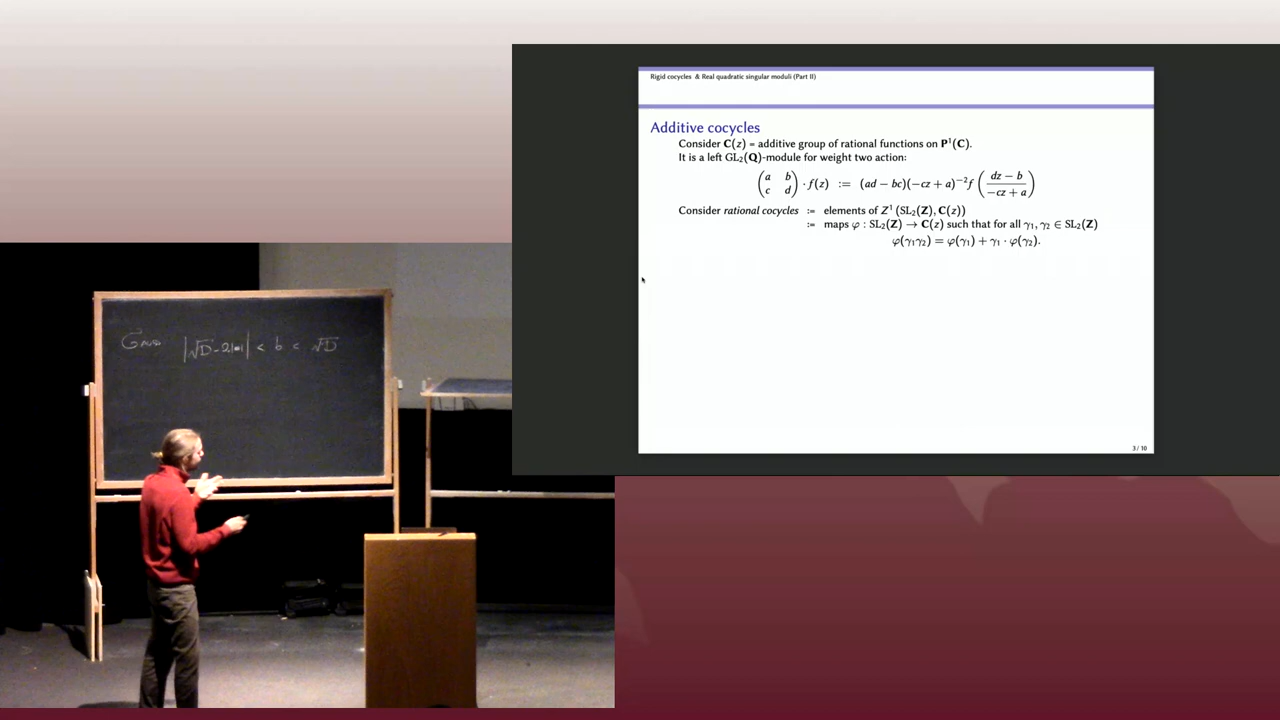 Rigid cocycles & Real quadratic singular moduli (Part II)
Additive cocycles
Consider C(z) = additive group of rational functions on P¹(C).
It is a left GL₂(Q)-module for weight two action:
( a b ; c d ) · f(z) := (ad − bc)(−cz + a)⁻² f ( dz − b / −cz + a )
Consider rational cocycles := elements of Z¹ (SL₂(Z), C(z))
:= maps φ : SL₂(Z) → C(z) such that for all γ₁, γ₂ ∈ SL₂(Z)
φ(γ₁γ₂) = φ(γ₁) + γ₁ · φ(γ₂).
3 / 10
Gauss |√D - 2|a|| < b < √D